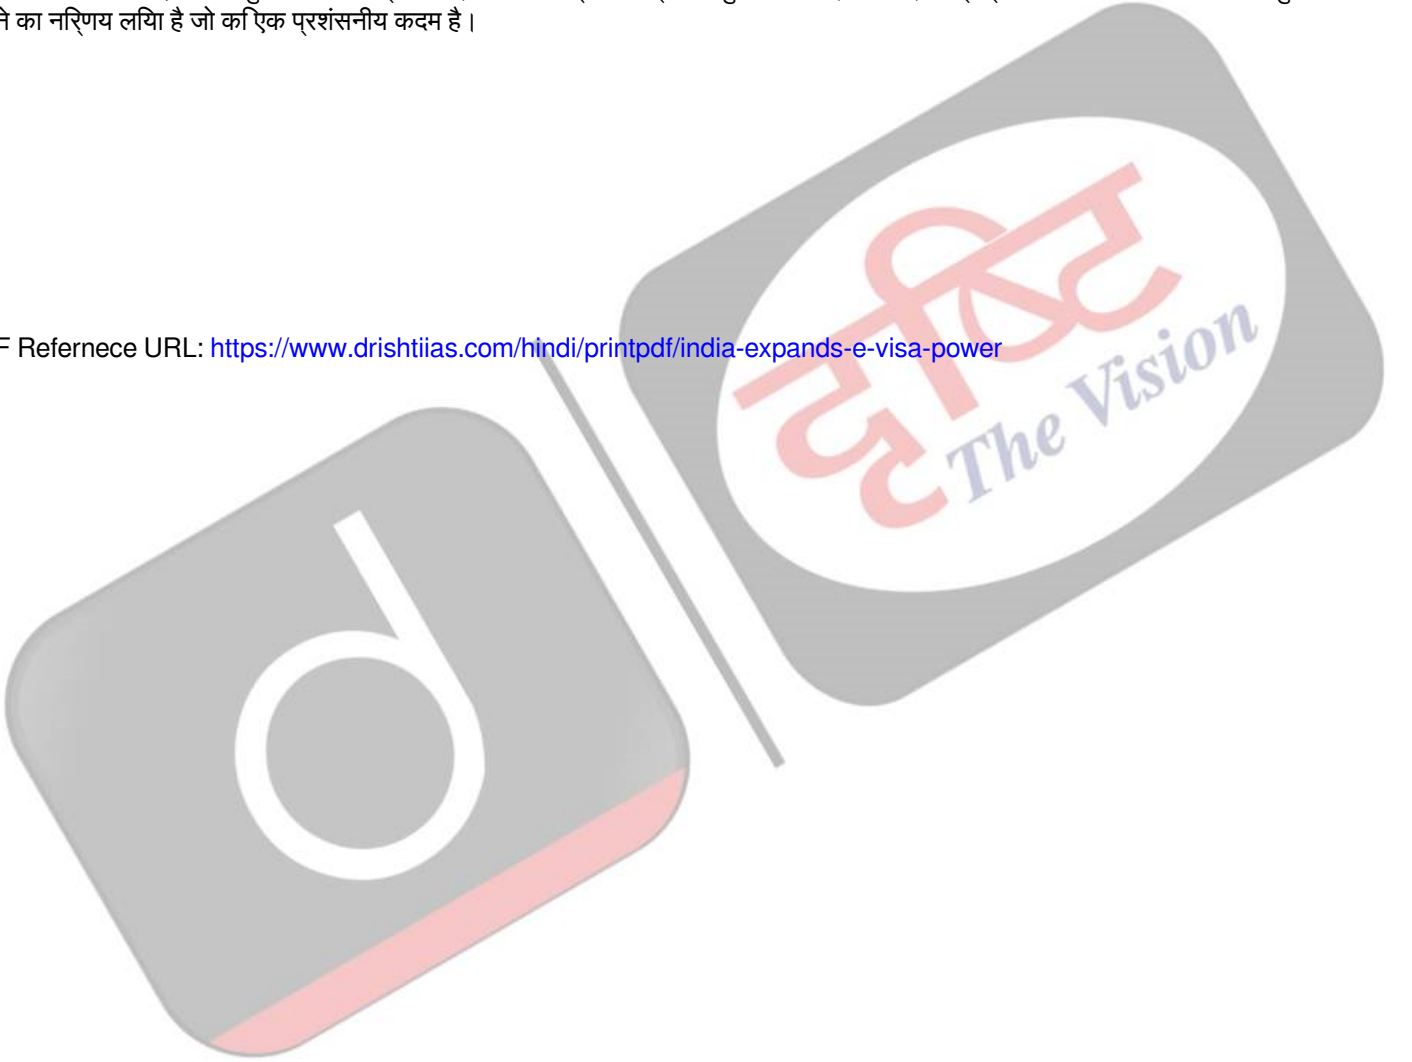 ने का निर्णय लिया है जो कि एक प्रशंसनीय कदम है।
F Refernece URL: https://www.drishtiias.com/hindi/printpdf/india-expands-e-visa-power
दृष्टि
The Vision
d